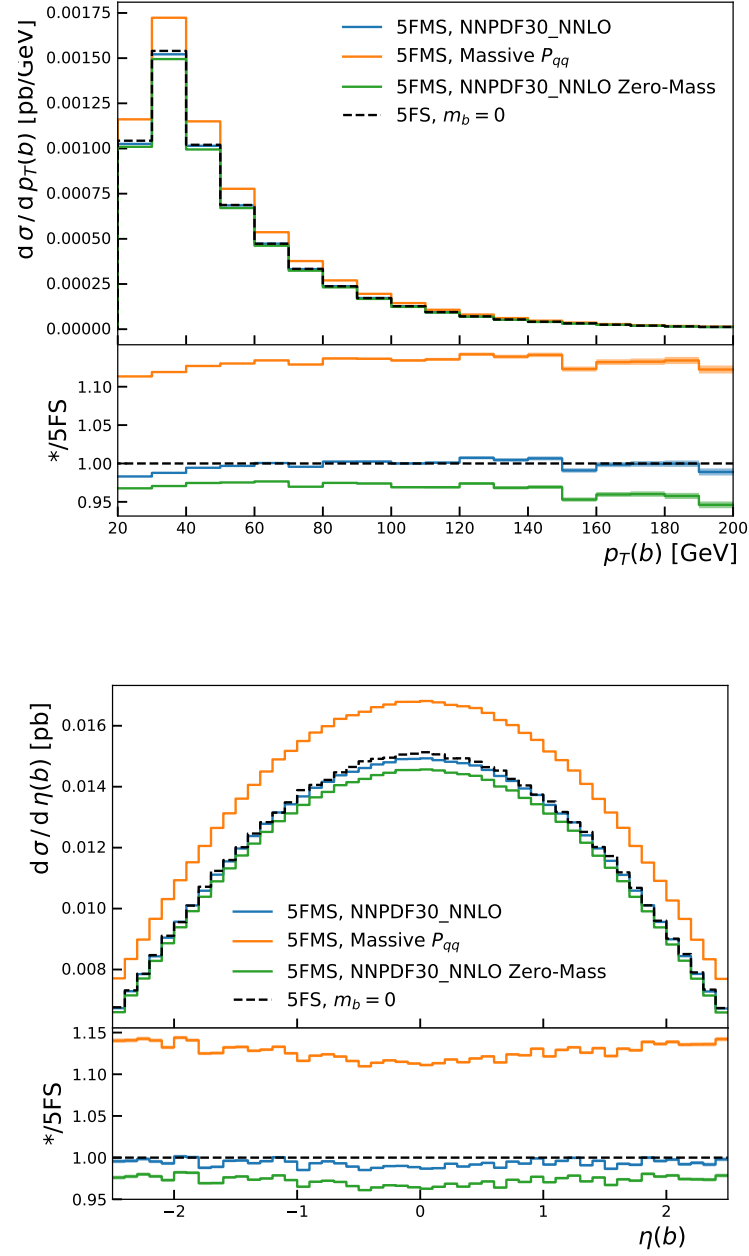 0.00175
0.00150
0.00125
0.00100
0.00075
0.00050
0.00025
0.00000
dσ/dp_T(b) [pb/GeV]
5FMS, NNPDF30_NNLO
5FMS, Massive P_qq
5FMS, NNPDF30_NNLO Zero-Mass
5FS, m_b = 0
1.10
1.05
1.00
0.95
*/5FS
20 40 60 80 100 120 140 160 180 200
p_T(b) [GeV]
0.016
0.014
0.012
0.010
0.008
dσ/dη(b) [pb]
5FMS, NNPDF30_NNLO
5FMS, Massive P_qq
5FMS, NNPDF30_NNLO Zero-Mass
5FS, m_b = 0
1.15
1.10
1.05
1.00
0.95
*/5FS
−2 −1 0 1 2
η(b)